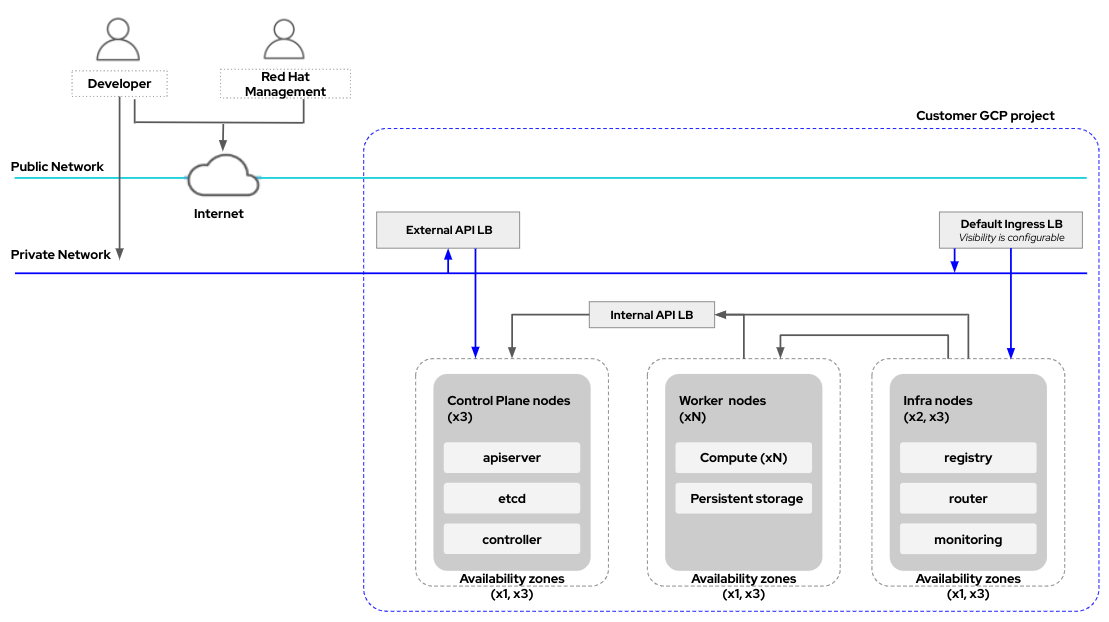 Developer
Red Hat
Management
Customer GCP project
Public Network
Internet
External API LB
Default Ingress LB
Visibility is configurable
Private Network
Internal API LB
Control Plane nodes
(x3)
apiserver
etcd
controller
Availability zones
(x1, x3)
Worker nodes
(xN)
Compute (xN)
Persistent storage
Availability zones
(x1, x3)
Infra nodes
(x2, x3)
registry
router
monitoring
Availability zones
(x1, x3)